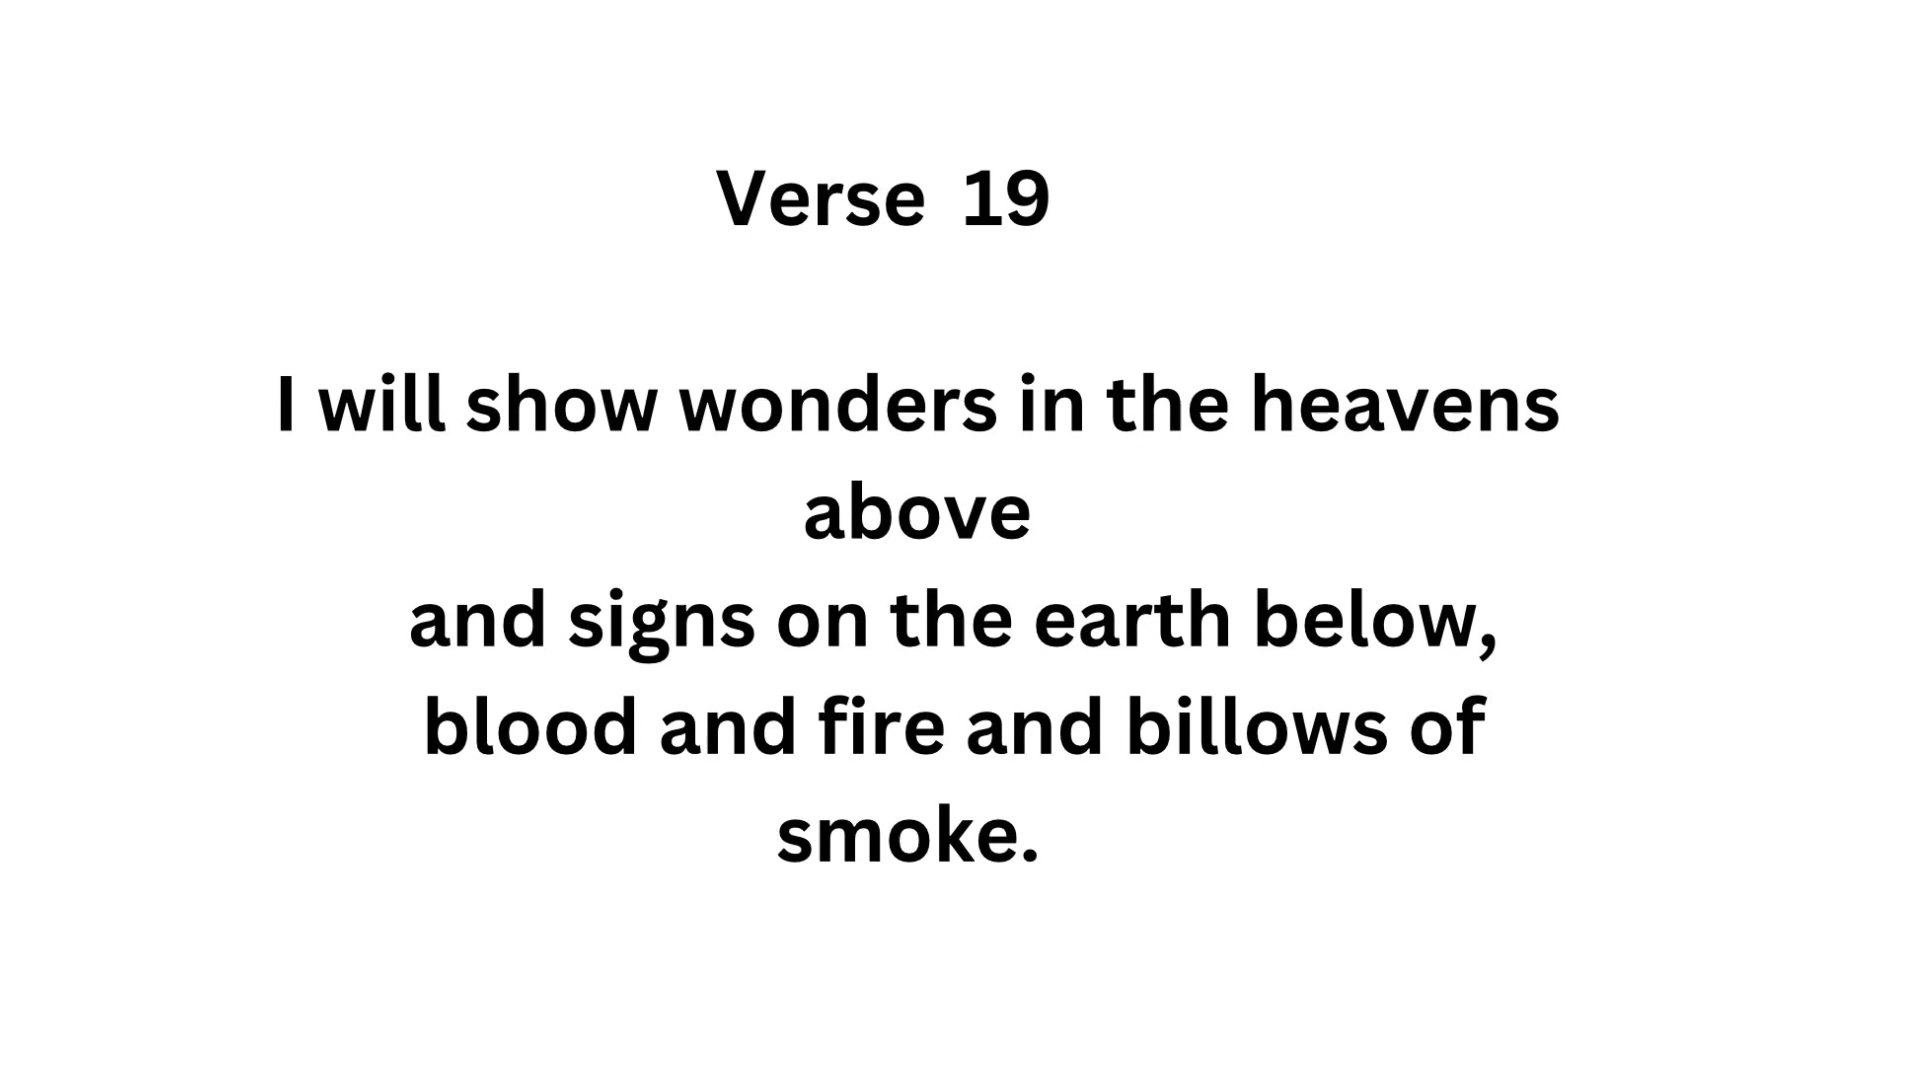 Verse 19
I will show wonders in the heavens
above
and signs on the earth below,
blood and fire and billows of
smoke.